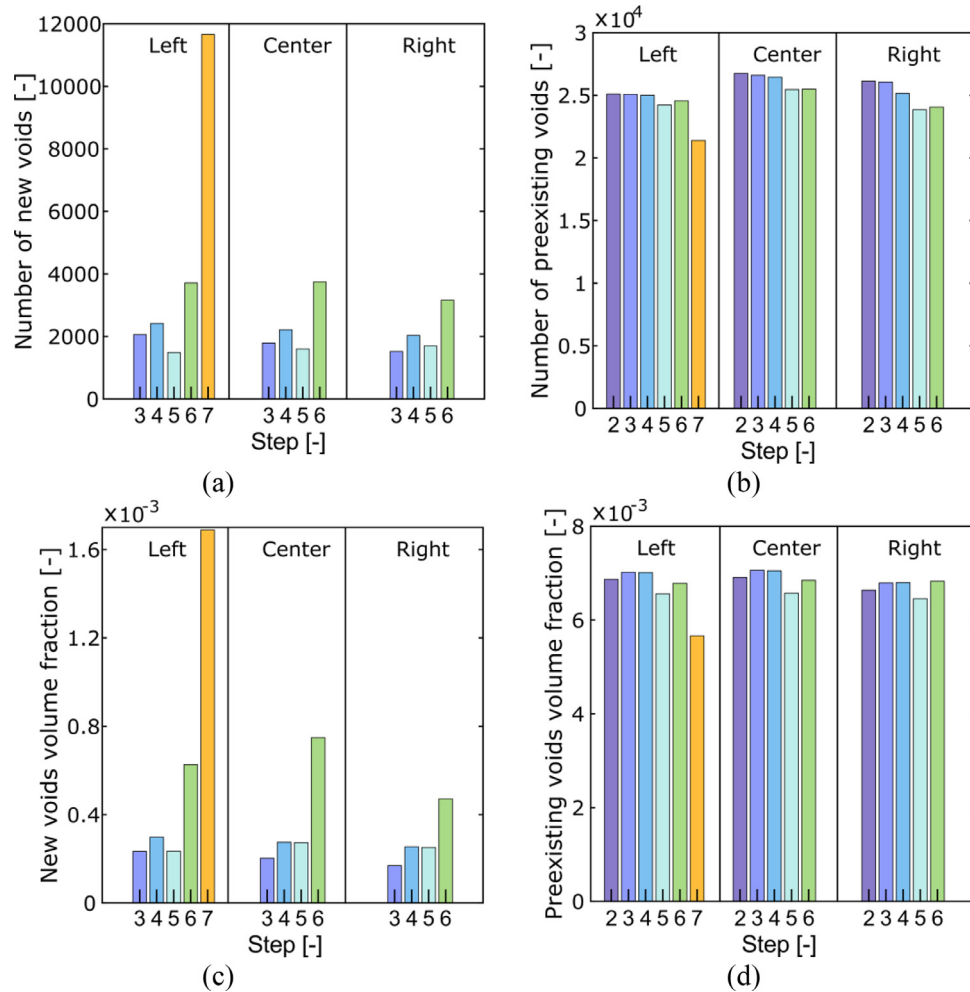 Number of new voids [-]
12000
10000
8000
6000
4000
2000
0
Left
Center
Right
3 4 5 6 7
3 4 5 6
3 4 5 6
Step [-]
(a)
×10⁴
Number of preexisting voids [-]
3
2.5
2
1.5
1
0.5
0
Left
Center
Right
2 3 4 5 6 7
2 3 4 5 6
2 3 4 5 6
Step [-]
(b)
×10⁻³
New voids volume fraction [-]
1.6
1.2
0.8
0.4
0
Left
Center
Right
3 4 5 6 7
3 4 5 6
3 4 5 6
Step [-]
(c)
×10⁻³
Preexisting voids volume fraction [-]
8
6
4
2
0
Left
Center
Right
2 3 4 5 6 7
2 3 4 5 6
2 3 4 5 6
Step [-]
(d)